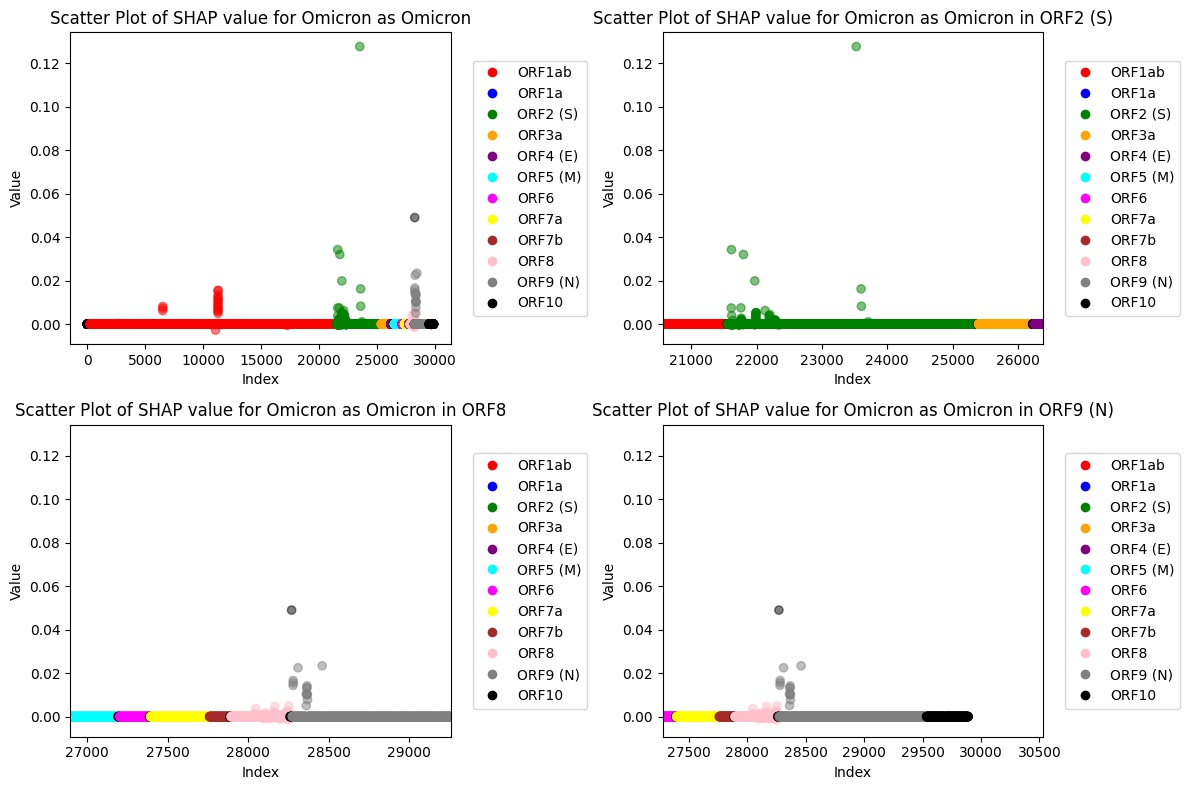 Scatter Plot of SHAP value for Omicron as Omicron
Value
0.12
0.10
0.08
0.06
0.04
0.02
0.00
0
5000
10000
15000
20000
25000
30000
Index
ORF1ab
ORF1a
ORF2 (S)
ORF3a
ORF4 (E)
ORF5 (M)
ORF6
ORF7a
ORF7b
ORF8
ORF9 (N)
ORF10
Scatter Plot of SHAP value for Omicron as Omicron in ORF2 (S)
Value
0.12
0.10
0.08
0.06
0.04
0.02
0.00
21000
22000
23000
24000
25000
26000
Index
ORF1ab
ORF1a
ORF2 (S)
ORF3a
ORF4 (E)
ORF5 (M)
ORF6
ORF7a
ORF7b
ORF8
ORF9 (N)
ORF10
Scatter Plot of SHAP value for Omicron as Omicron in ORF8
Value
0.12
0.10
0.08
0.06
0.04
0.02
0.00
27000
27500
28000
28500
29000
Index
ORF1ab
ORF1a
ORF2 (S)
ORF3a
ORF4 (E)
ORF5 (M)
ORF6
ORF7a
ORF7b
ORF8
ORF9 (N)
ORF10
Scatter Plot of SHAP value for Omicron as Omicron in ORF9 (N)
Value
0.12
0.10
0.08
0.06
0.04
0.02
0.00
27500
28000
28500
29000
29500
30000
30500
Index
ORF1ab
ORF1a
ORF2 (S)
ORF3a
ORF4 (E)
ORF5 (M)
ORF6
ORF7a
ORF7b
ORF8
ORF9 (N)
ORF10